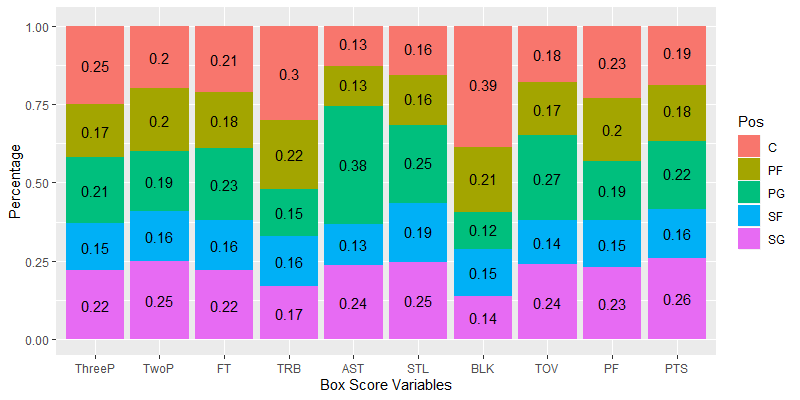 1.00
0.75
0.50
0.25
0.00
Percentage
0.25 0.2 0.21 0.3 0.13 0.16 0.39 0.18 0.23 0.19
0.17 0.2 0.18 0.22 0.13 0.16 0.21 0.17 0.2 0.18
0.21 0.19 0.23 0.15 0.38 0.25 0.12 0.27 0.19 0.22
0.15 0.16 0.16 0.16 0.13 0.19 0.15 0.14 0.15 0.16
0.22 0.25 0.22 0.17 0.24 0.25 0.14 0.24 0.23 0.26
ThreeP TwoP FT TRB AST STL BLK TOV PF PTS
Box Score Variables
Pos
C
PF
PG
SF
SG